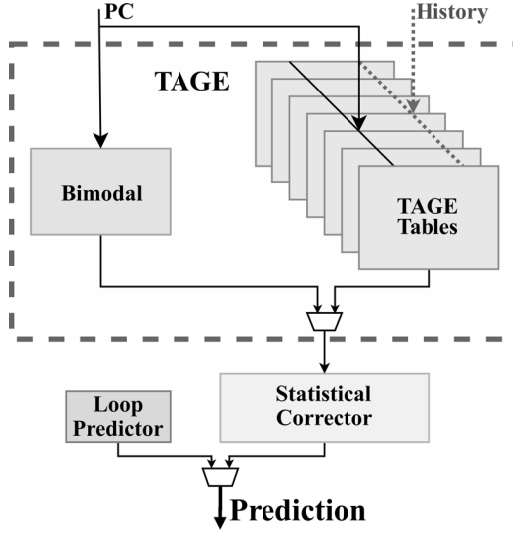 PC
History
TAGE
Bimodal
TAGE
Tables
Loop
Predictor
Statistical
Corrector
Prediction